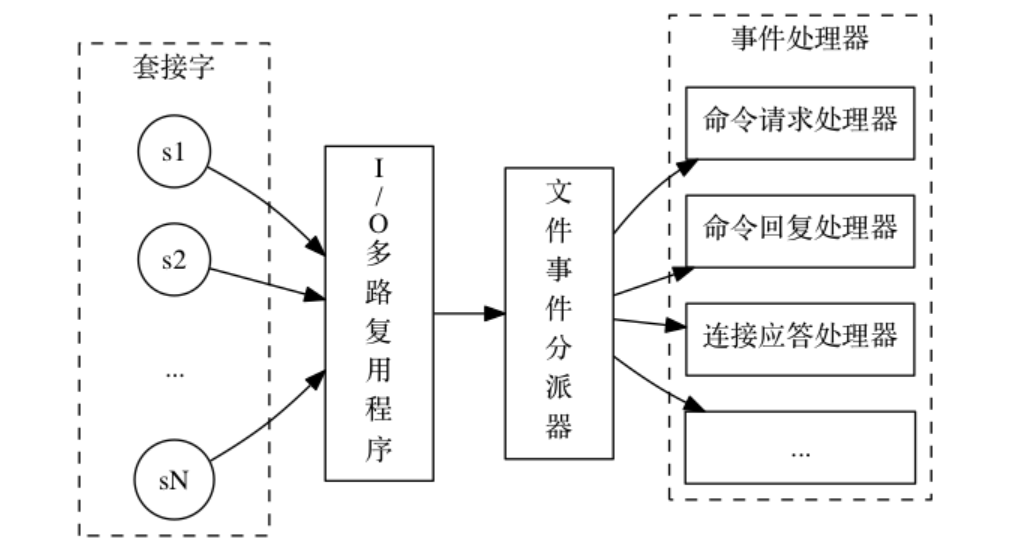 套接字
s1
s2
...
sN
I/O多路复用程序
文件事件分派器
事件处理器
命令请求处理器
命令回复处理器
连接应答处理器
...